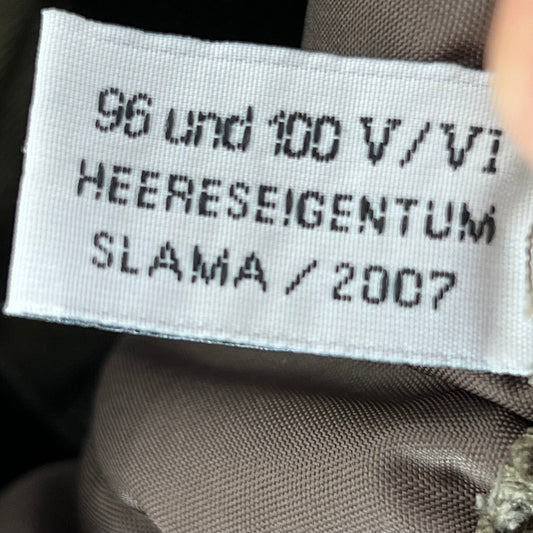 96 und 100 V/VI
HEERESEIGENTUM
SLAMA / 2007